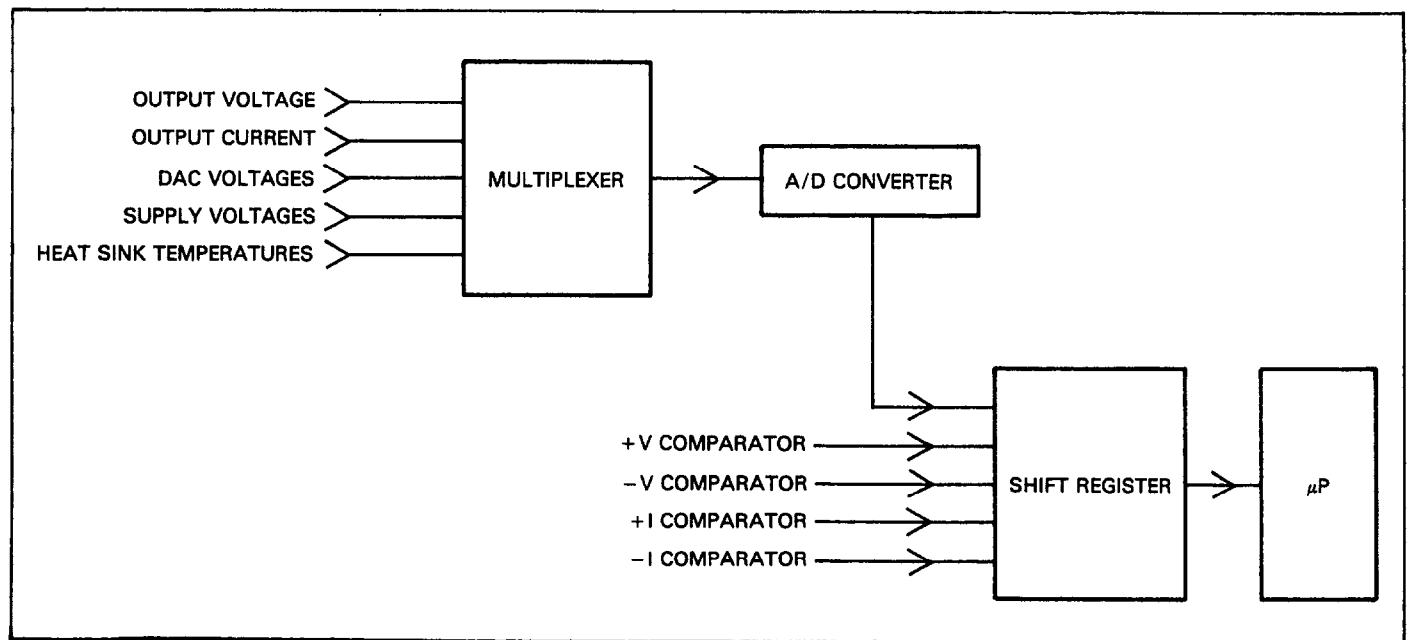 OUTPUT VOLTAGE
OUTPUT CURRENT
DAC VOLTAGES
SUPPLY VOLTAGES
HEAT SINK TEMPERATURES
MULTIPLEXER
A/D CONVERTER
+V COMPARATOR
−V COMPARATOR
+I COMPARATOR
−I COMPARATOR
SHIFT REGISTER
μP